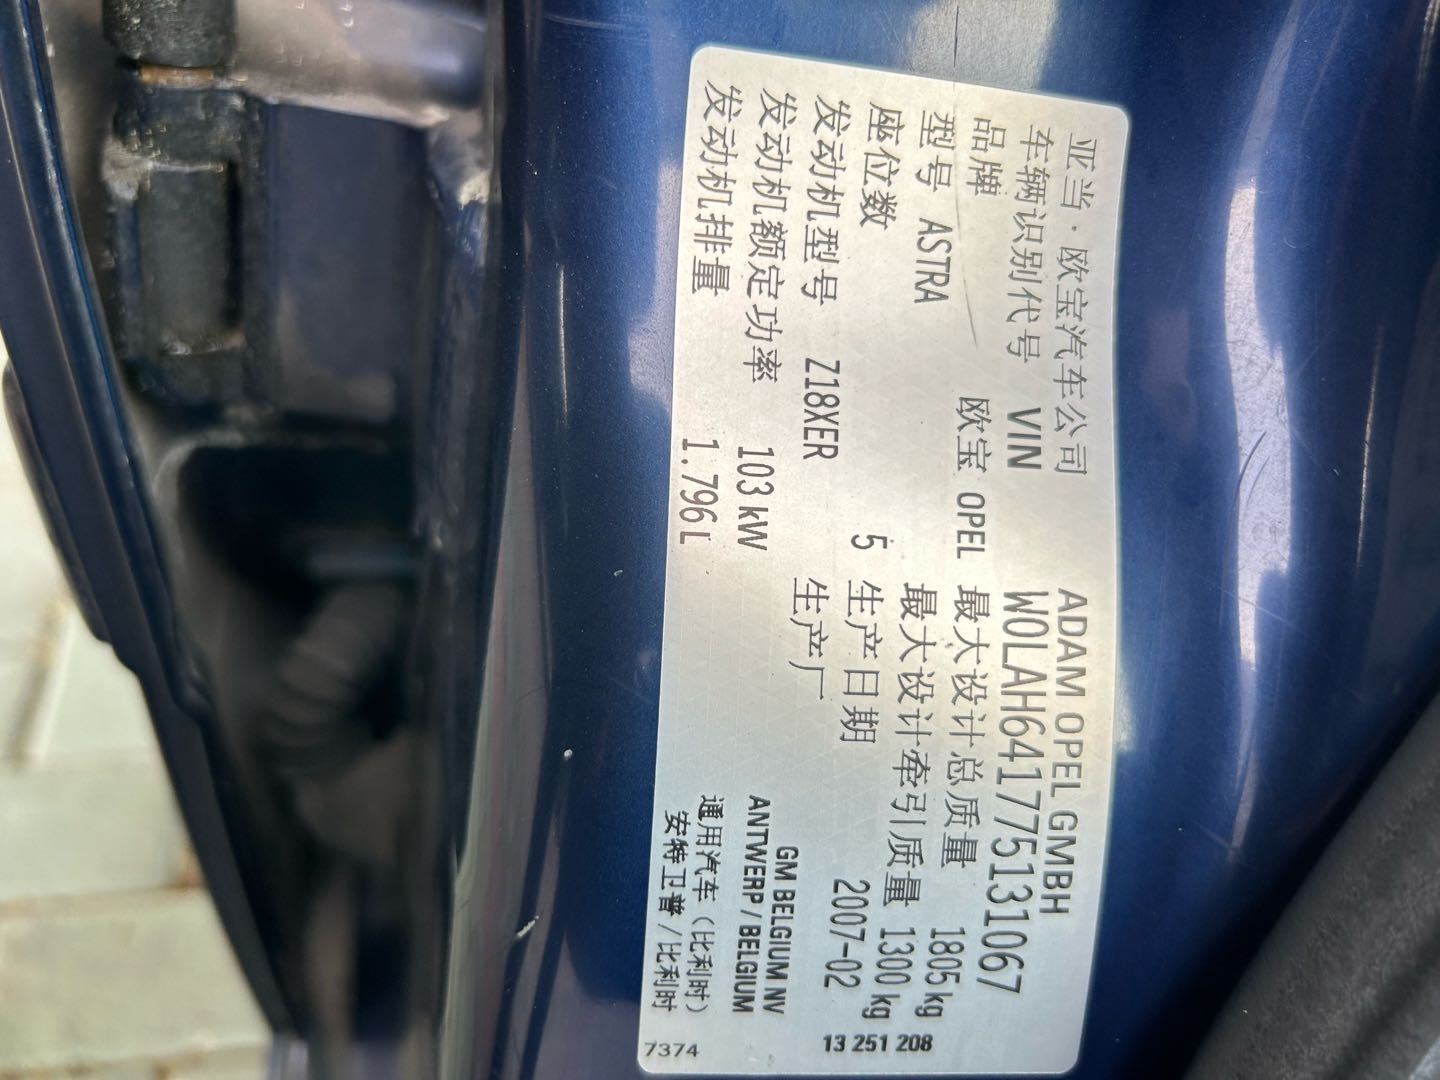 亚当·欧宝汽车公司 ADAM OPEL GMBH
车辆识别代号 VIN W0LAH641775131067
品牌 欧宝 OPEL 最大设计总质量 1805 kg
型号 ASTRA 最大设计牵引质量 1300 kg
座位数 5 生产日期 2007-02
发动机型号 Z18XER 生产厂
发动机额定功率 103 kW
发动机排量 1.796 L
GM BELGIUM NV
ANTWERP / BELGIUM
通用汽车（比利时）
安特卫普 / 比利时
13 251 208
7374